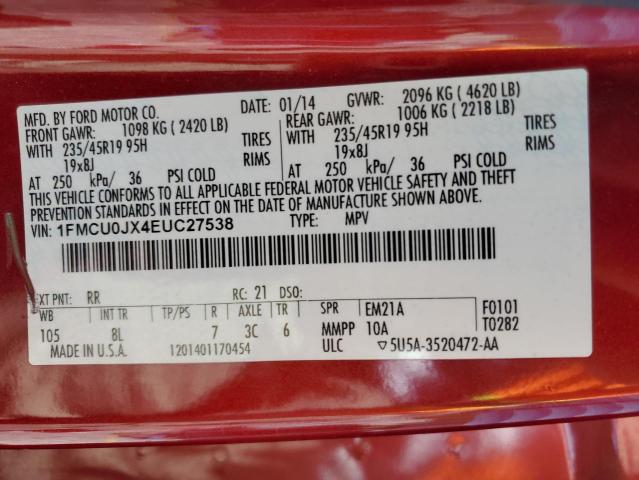 MFD. BY FORD MOTOR CO. DATE: 01/14 GVWR: 2096 KG ( 4620 LB)
FRONT GAWR: 1098 KG ( 2420 LB) REAR GAWR: 1006 KG ( 2218 LB)
WITH 235/45R19 95H TIRES WITH 235/45R19 95H TIRES
19x8J RIMS 19x8J RIMS
AT 250 kPa/ 36 PSI COLD AT 250 kPa/ 36 PSI COLD
THIS VEHICLE CONFORMS TO ALL APPLICABLE FEDERAL MOTOR VEHICLE SAFETY AND THEFT
PREVENTION STANDARDS IN EFFECT ON THE DATE OF MANUFACTURE SHOWN ABOVE.
VIN: 1FMCU0JX4EUC27538 TYPE: MPV
EXT PNT: RR RC: 21 DSO:
WB INT TR TP/PS R AXLE TR SPR EM21A F0101
105 8L 7 3C 6 MMPP 10A T0282
MADE IN U.S.A. 1201401170454 ULC ▽5U5A-3520472-AA